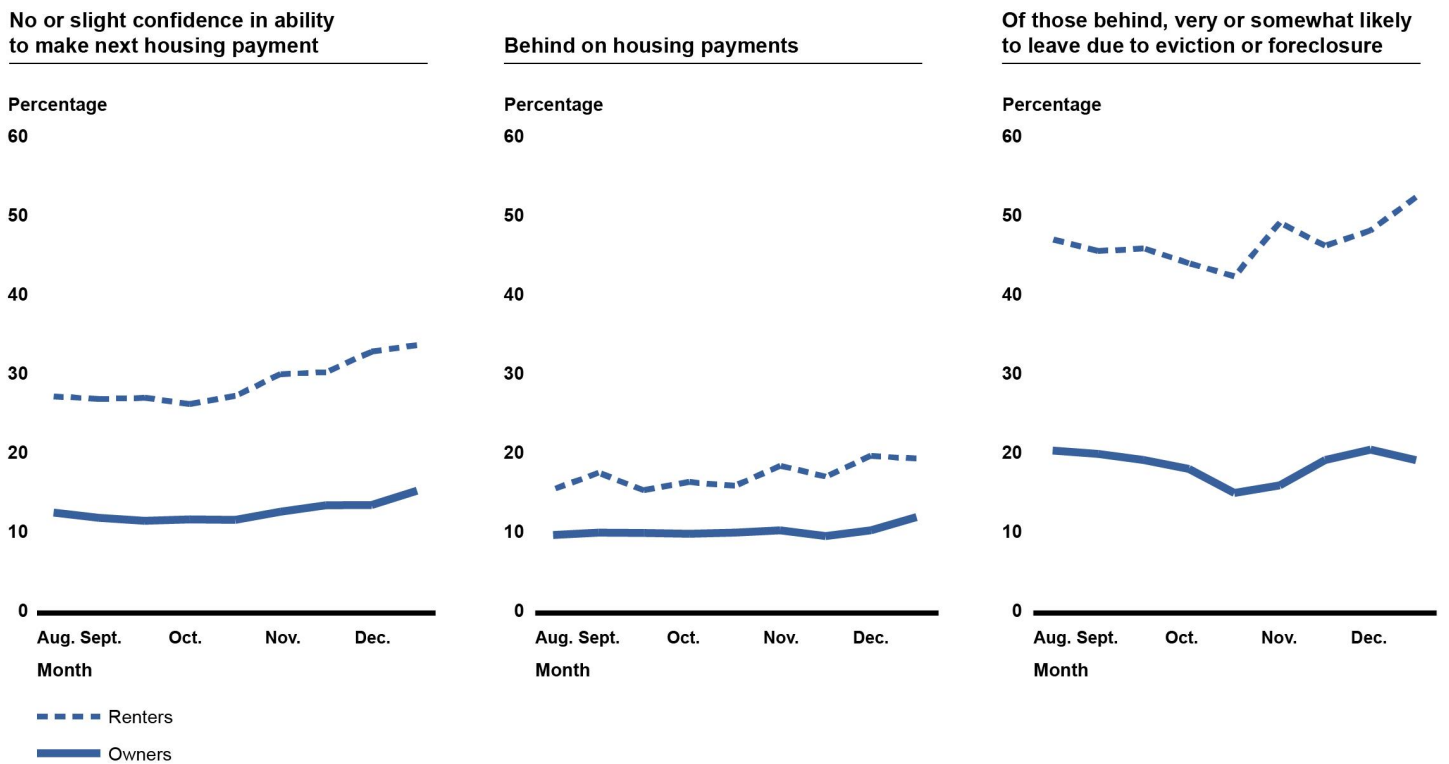 No or slight confidence in ability
to make next housing payment
Percentage
60
50
40
30
20
10
0
Aug. Sept. Oct. Nov. Dec.
Month
Renters
Owners
Behind on housing payments
Percentage
60
50
40
30
20
10
0
Aug. Sept. Oct. Nov. Dec.
Month
Of those behind, very or somewhat likely
to leave due to eviction or foreclosure
Percentage
60
50
40
30
20
10
0
Aug. Sept. Oct. Nov. Dec.
Month